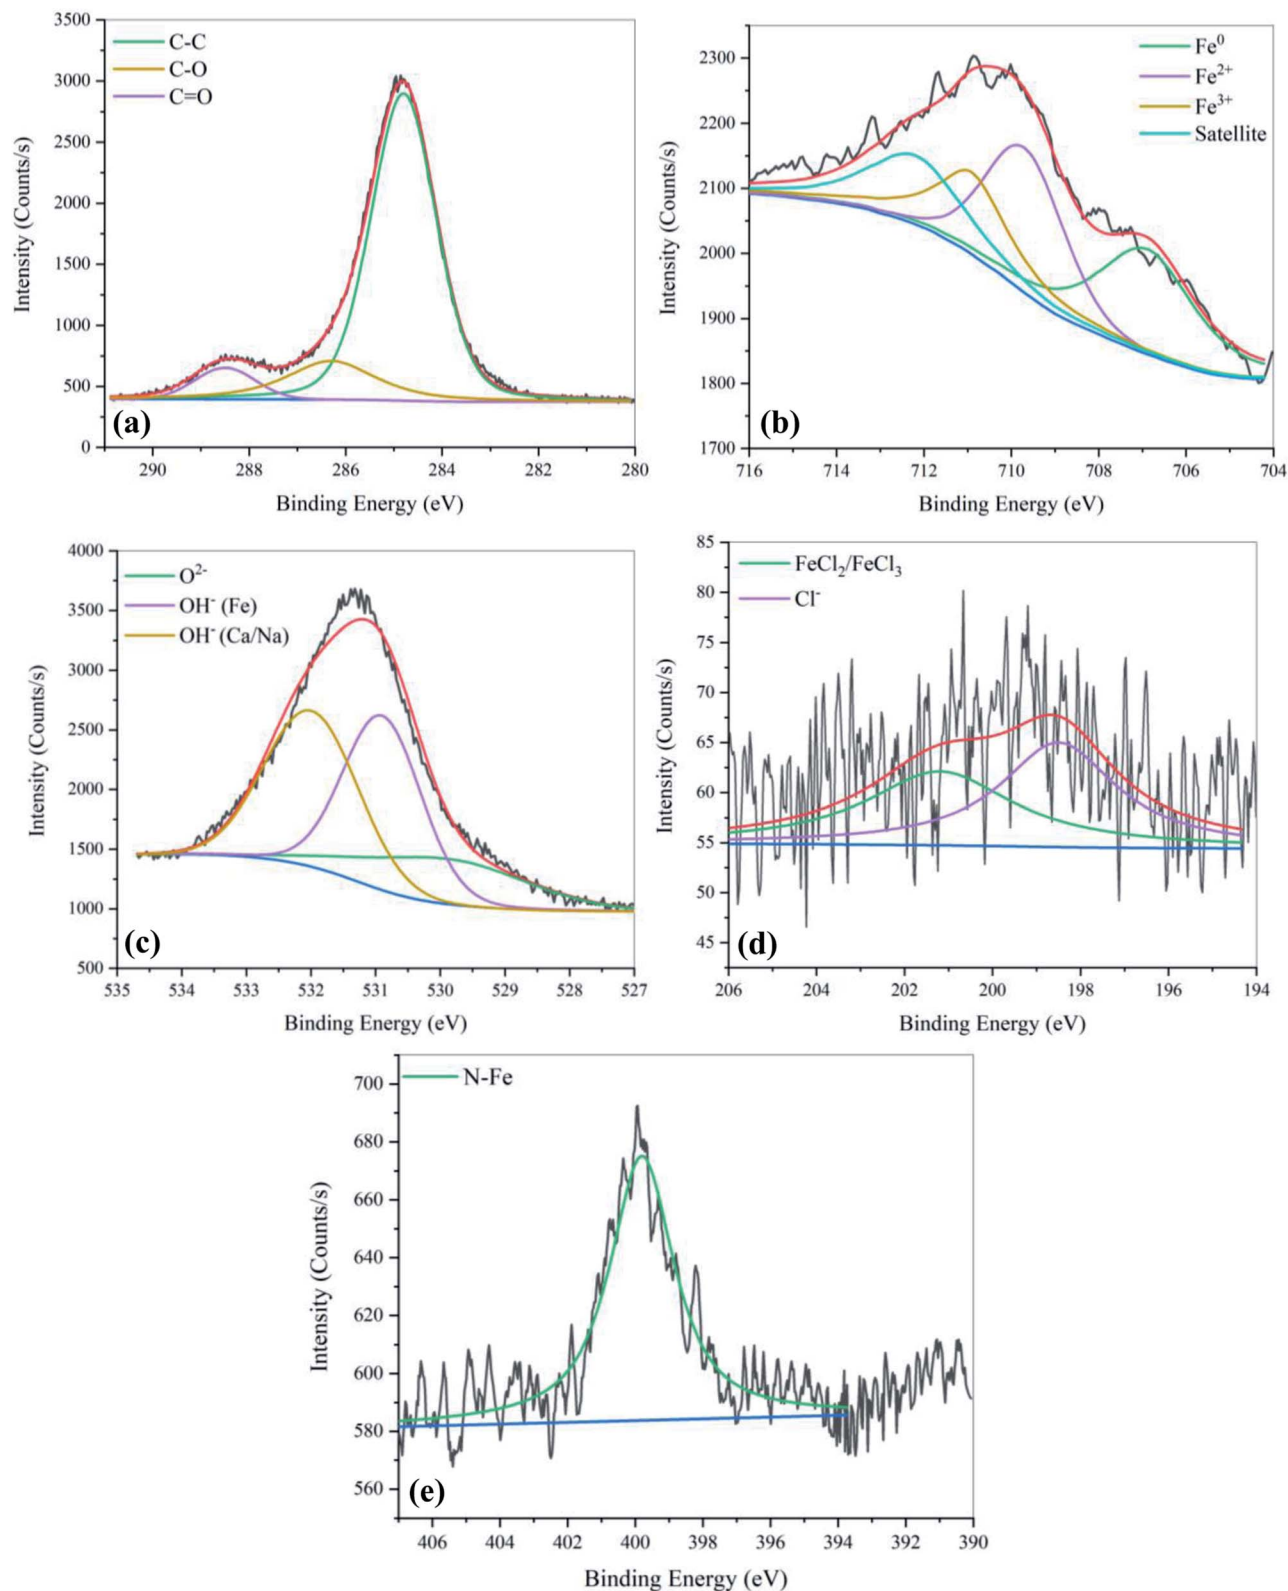 3500
3000
2500
2000
1500
1000
500
0
Intensity (Counts/s)
C-C
C-O
C=O
(a)
290 288 286 284 282 280
Binding Energy (eV)
2300
2200
2100
2000
1900
1800
1700
Intensity (Counts/s)
Fe⁰
Fe²⁺
Fe³⁺
Satellite
(b)
716 714 712 710 708 706 704
Binding Energy (eV)
4000
3500
3000
2500
2000
1500
1000
500
Intensity (Counts/s)
O²⁻
OH⁻ (Fe)
OH⁻ (Ca/Na)
(c)
535 534 533 532 531 530 529 528 527
Binding Energy (eV)
85
80
75
70
65
60
55
50
45
Intensity (Counts/s)
FeCl₂/FeCl₃
Cl⁻
(d)
206 204 202 200 198 196 194
Binding Energy (eV)
700
680
660
640
620
600
580
560
Intensity (Counts/s)
N-Fe
(e)
406 404 402 400 398 396 394 392 390
Binding Energy (eV)